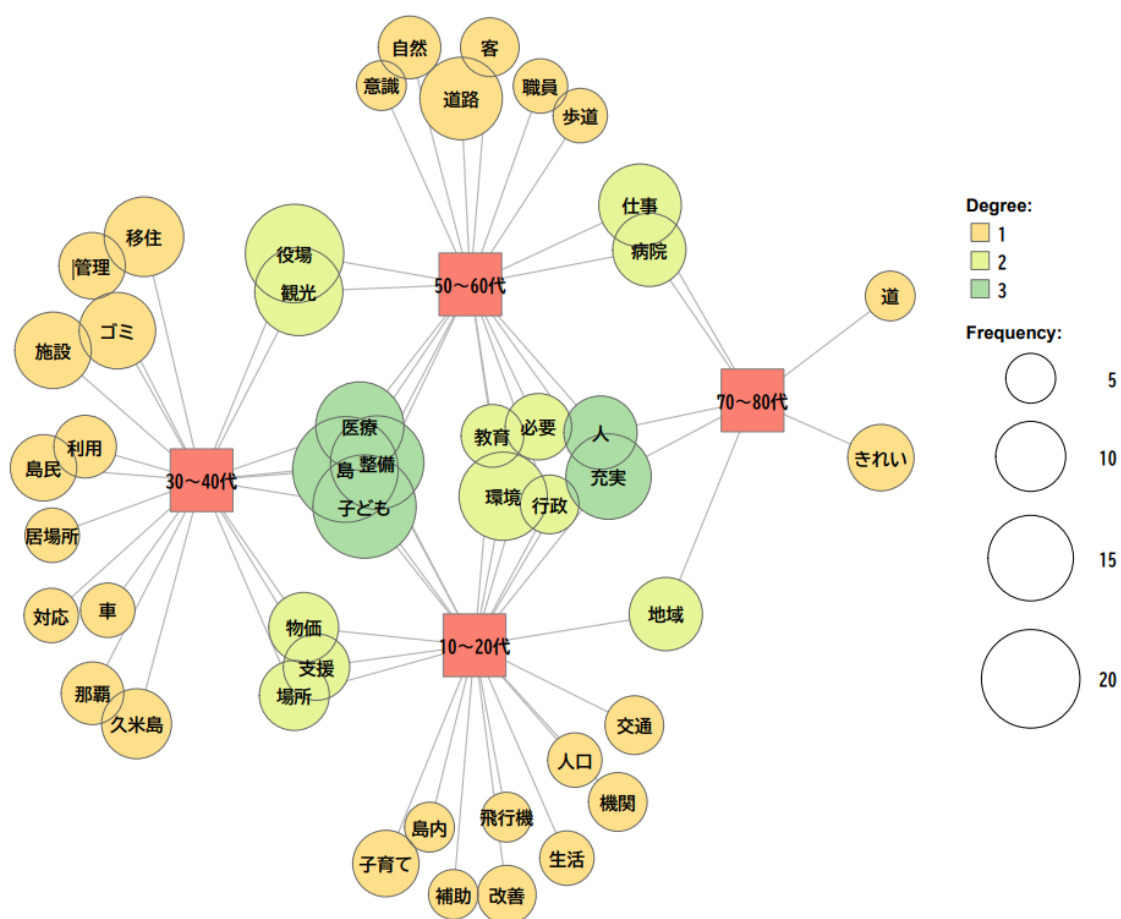 自然
客
意識
道路
職員
歩道
仕事
病院
移住
管理
役場
観光
50～60代
ゴミ
施設
道
70～80代
医療
島
整備
子ども
教育
必要
人
環境
行政
充実
きれい
利用
島民
30～40代
居場所
対応
車
物価
支援
場所
10～20代
地域
那覇
久米島
交通
人口
機関
飛行機
島内
子育て
生活
補助
改善
Degree:
1
2
3
Frequency:
5
10
15
20